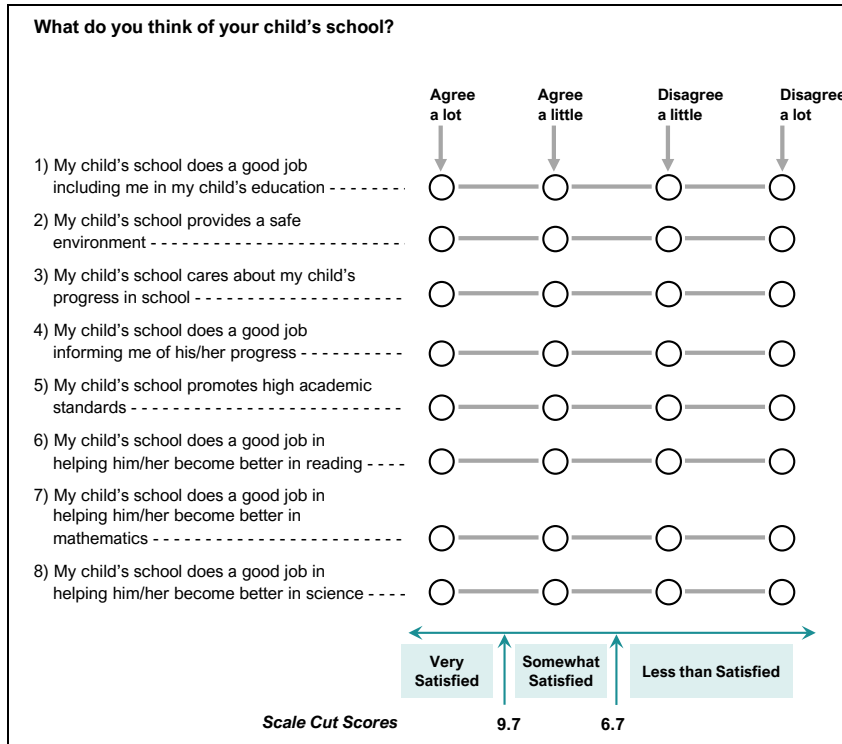 What do you think of your child's school?
Agree Agree Disagree Disagree
a lot a little a little a lot
1) My child's school does a good job
including me in my child's education - - - - - - - -
2) My child's school provides a safe
environment - - - - - - - - - - - - - - - - - - - - - - - - - -
3) My child's school cares about my child's
progress in school - - - - - - - - - - - - - - - - - - - - -
4) My child's school does a good job
informing me of his/her progress - - - - - - - - - - -
5) My child's school promotes high academic
standards - - - - - - - - - - - - - - - - - - - - - - - - - - - -
6) My child's school does a good job in
helping him/her become better in reading - - - -
7) My child's school does a good job in
helping him/her become better in
mathematics - - - - - - - - - - - - - - - - - - - - - - - - - -
8) My child's school does a good job in
helping him/her become better in science - - - -
Very Somewhat Less than Satisfied
Satisfied Satisfied
Scale Cut Scores 9.7 6.7